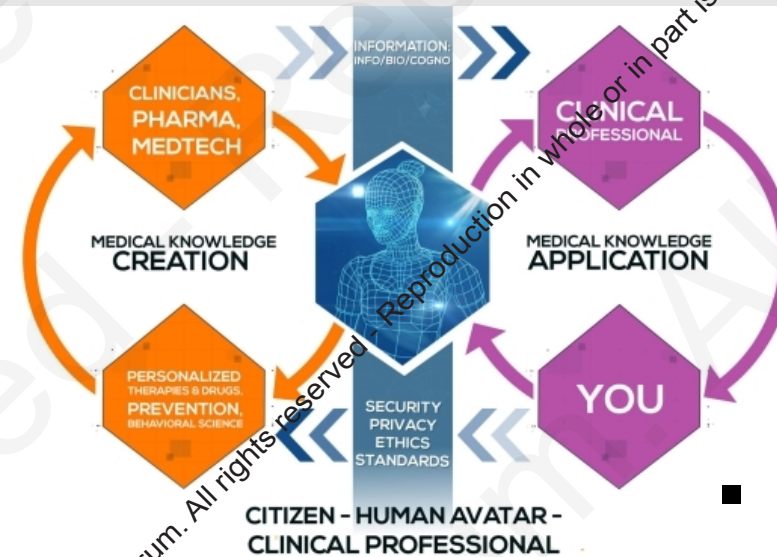 INFORMATION:
INFO/BIO/COGNO
CLINICIANS,
PHARMA,
MEDTECH
CLINICAL
PROFESSIONAL
MEDICAL KNOWLEDGE
CREATION
MEDICAL KNOWLEDGE
APPLICATION
PERSONALIZED
THERAPIES & DRUGS,
PREVENTION,
BEHAVIORAL SCIENCE
SECURITY
PRIVACY
ETHICS
STANDARDS
YOU
CITIZEN - HUMAN AVATAR -
CLINICAL PROFESSIONAL
All rights reserved - Reproduction in whole or in part is